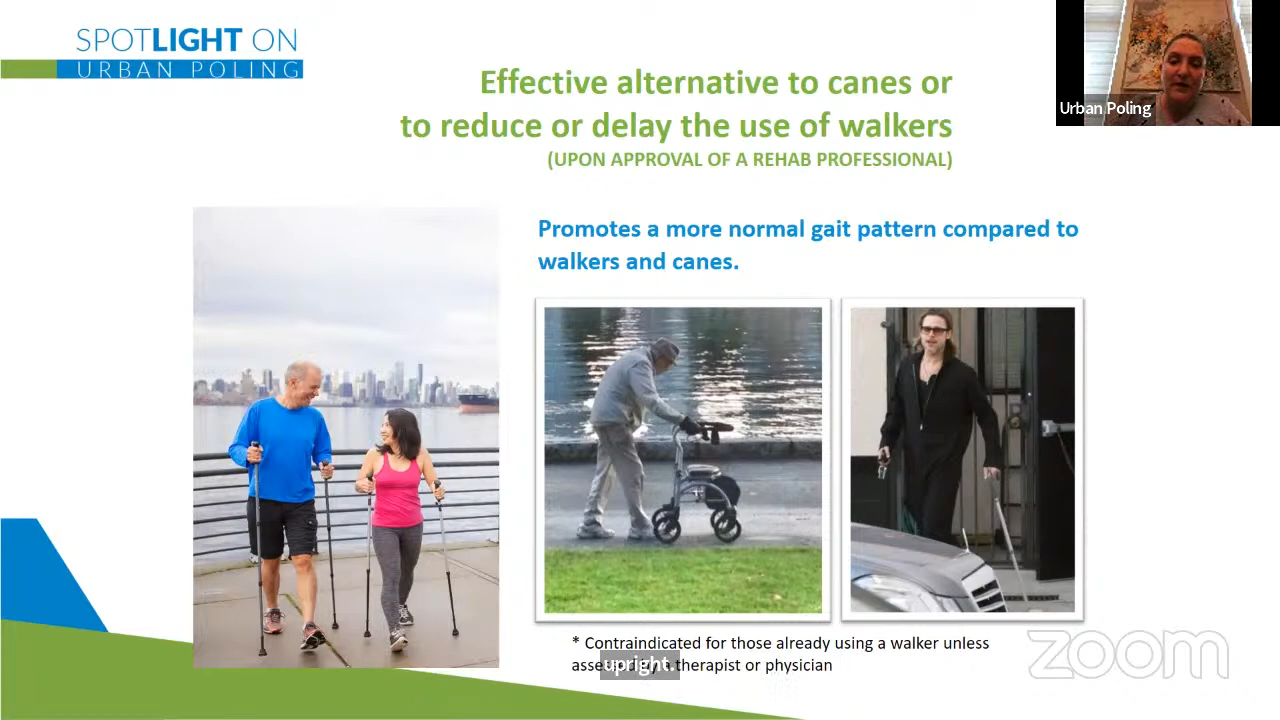 SPOTLIGHT ON
URBAN POLING
Effective alternative to canes or
to reduce or delay the use of walkers
(UPON APPROVAL OF A REHAB PROFESSIONAL)
Urban Poling
Promotes a more normal gait pattern compared to
walkers and canes.
* Contraindicated for those already using a walker unless
therapist or physician
upright.
zoom